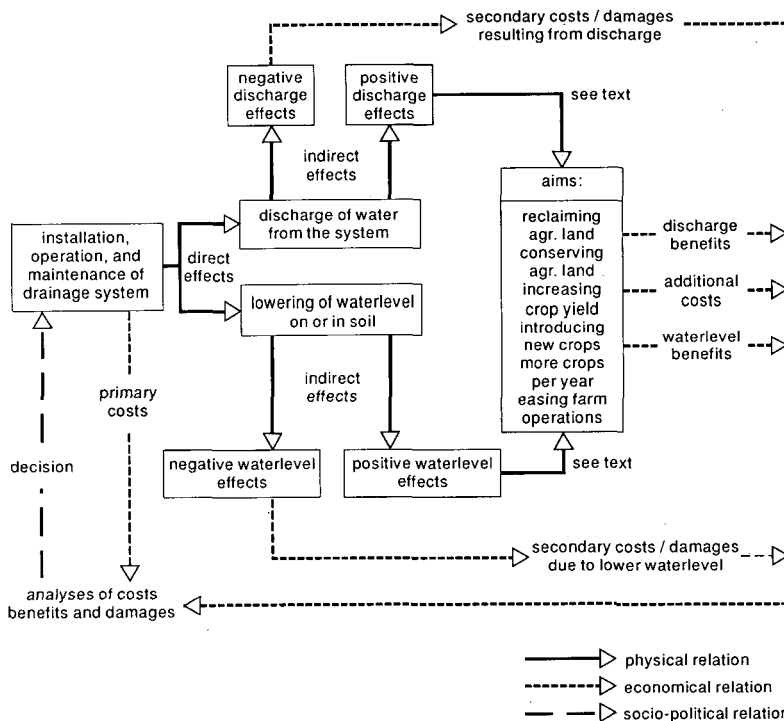 secondary costs / damages
resulting from discharge
negative
discharge
effects
positive
discharge
effects
see text
indirect
effects
aims:
reclaiming
agr. land
conserving
agr. land
increasing
crop yield
introducing
new crops
more crops
per year
easing farm
operations
discharge of water
from the system
installation,
operation, and
maintenance of
drainage system
direct
effects
lowering of waterlevel
on or in soil
discharge
benefits
additional
costs
waterlevel
benefits
indirect
effects
primary
costs
decision
negative waterlevel
effects
positive waterlevel
effects
see text
secondary costs / damages
due to lower waterlevel
analyses of costs
benefits and damages
physical relation
economical relation
socio-political relation